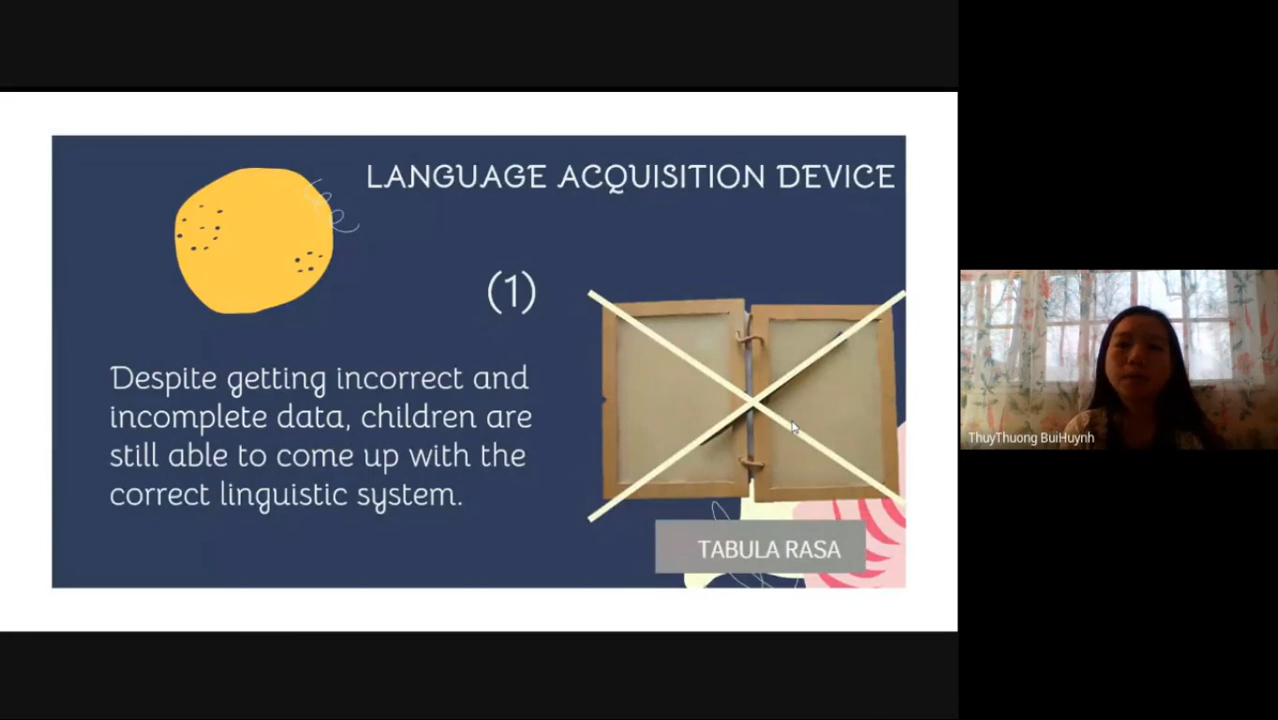 LANGUAGE ACQUISITION DEVICE
(1)
Despite getting incorrect and
incomplete data, children are
still able to come up with the
correct linguistic system.
TABULA RASA
ThuyThuong BuiHuynh